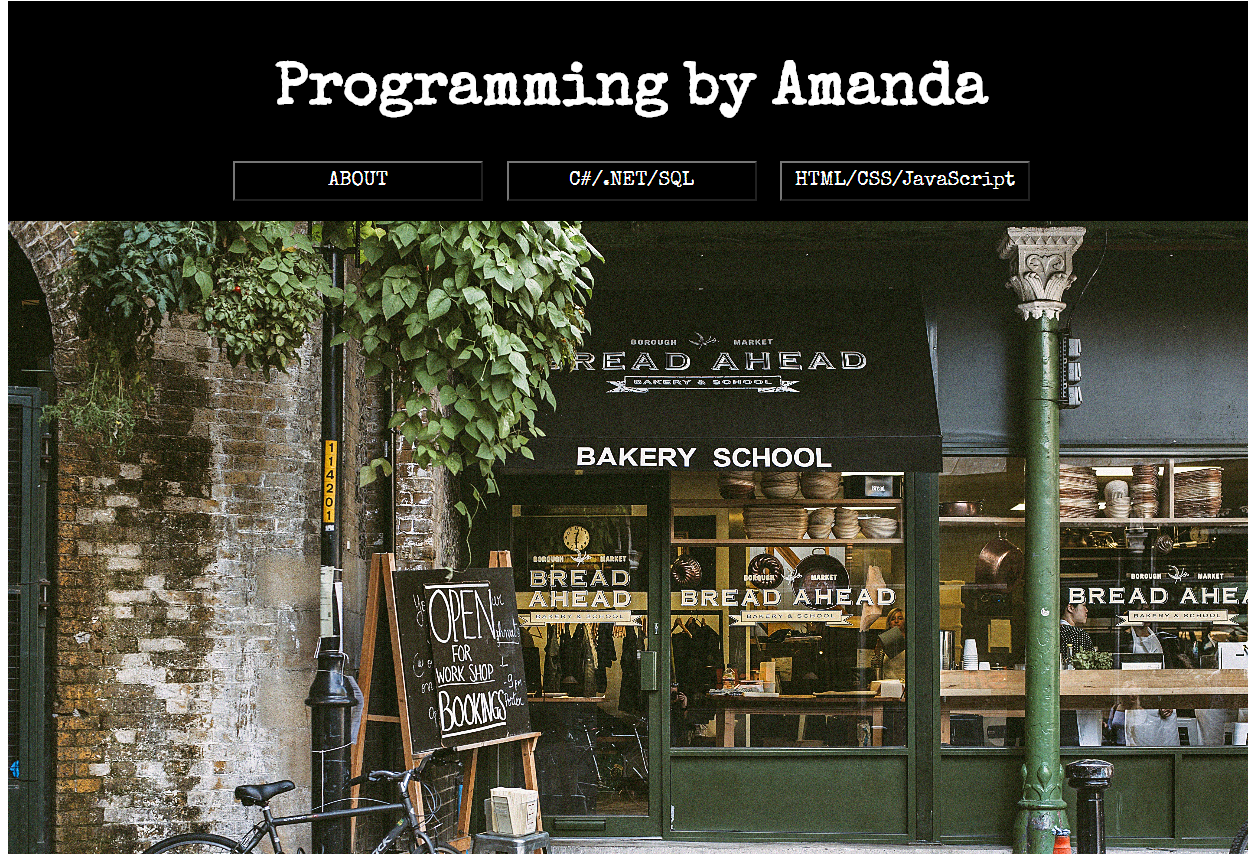 Programming by Amanda
ABOUT
C#/.NET/SQL
HTML/CSS/JavaScript
BOROUGH MARKET
BREAD AHEAD
BAKERY & SCHOOL
BAKERY SCHOOL
114201
BOROUGH MARKET
BREAD
AHEAD
BAKERY & SCHOOL
BOROUGH MARKET
BREAD AHEAD
BAKERY & SCHOOL
BOROUGH MARKET
BREAD AHEA
BAKERY & SCHOOL
OPEN
FOR
WORK SHOP
BOOKINGS